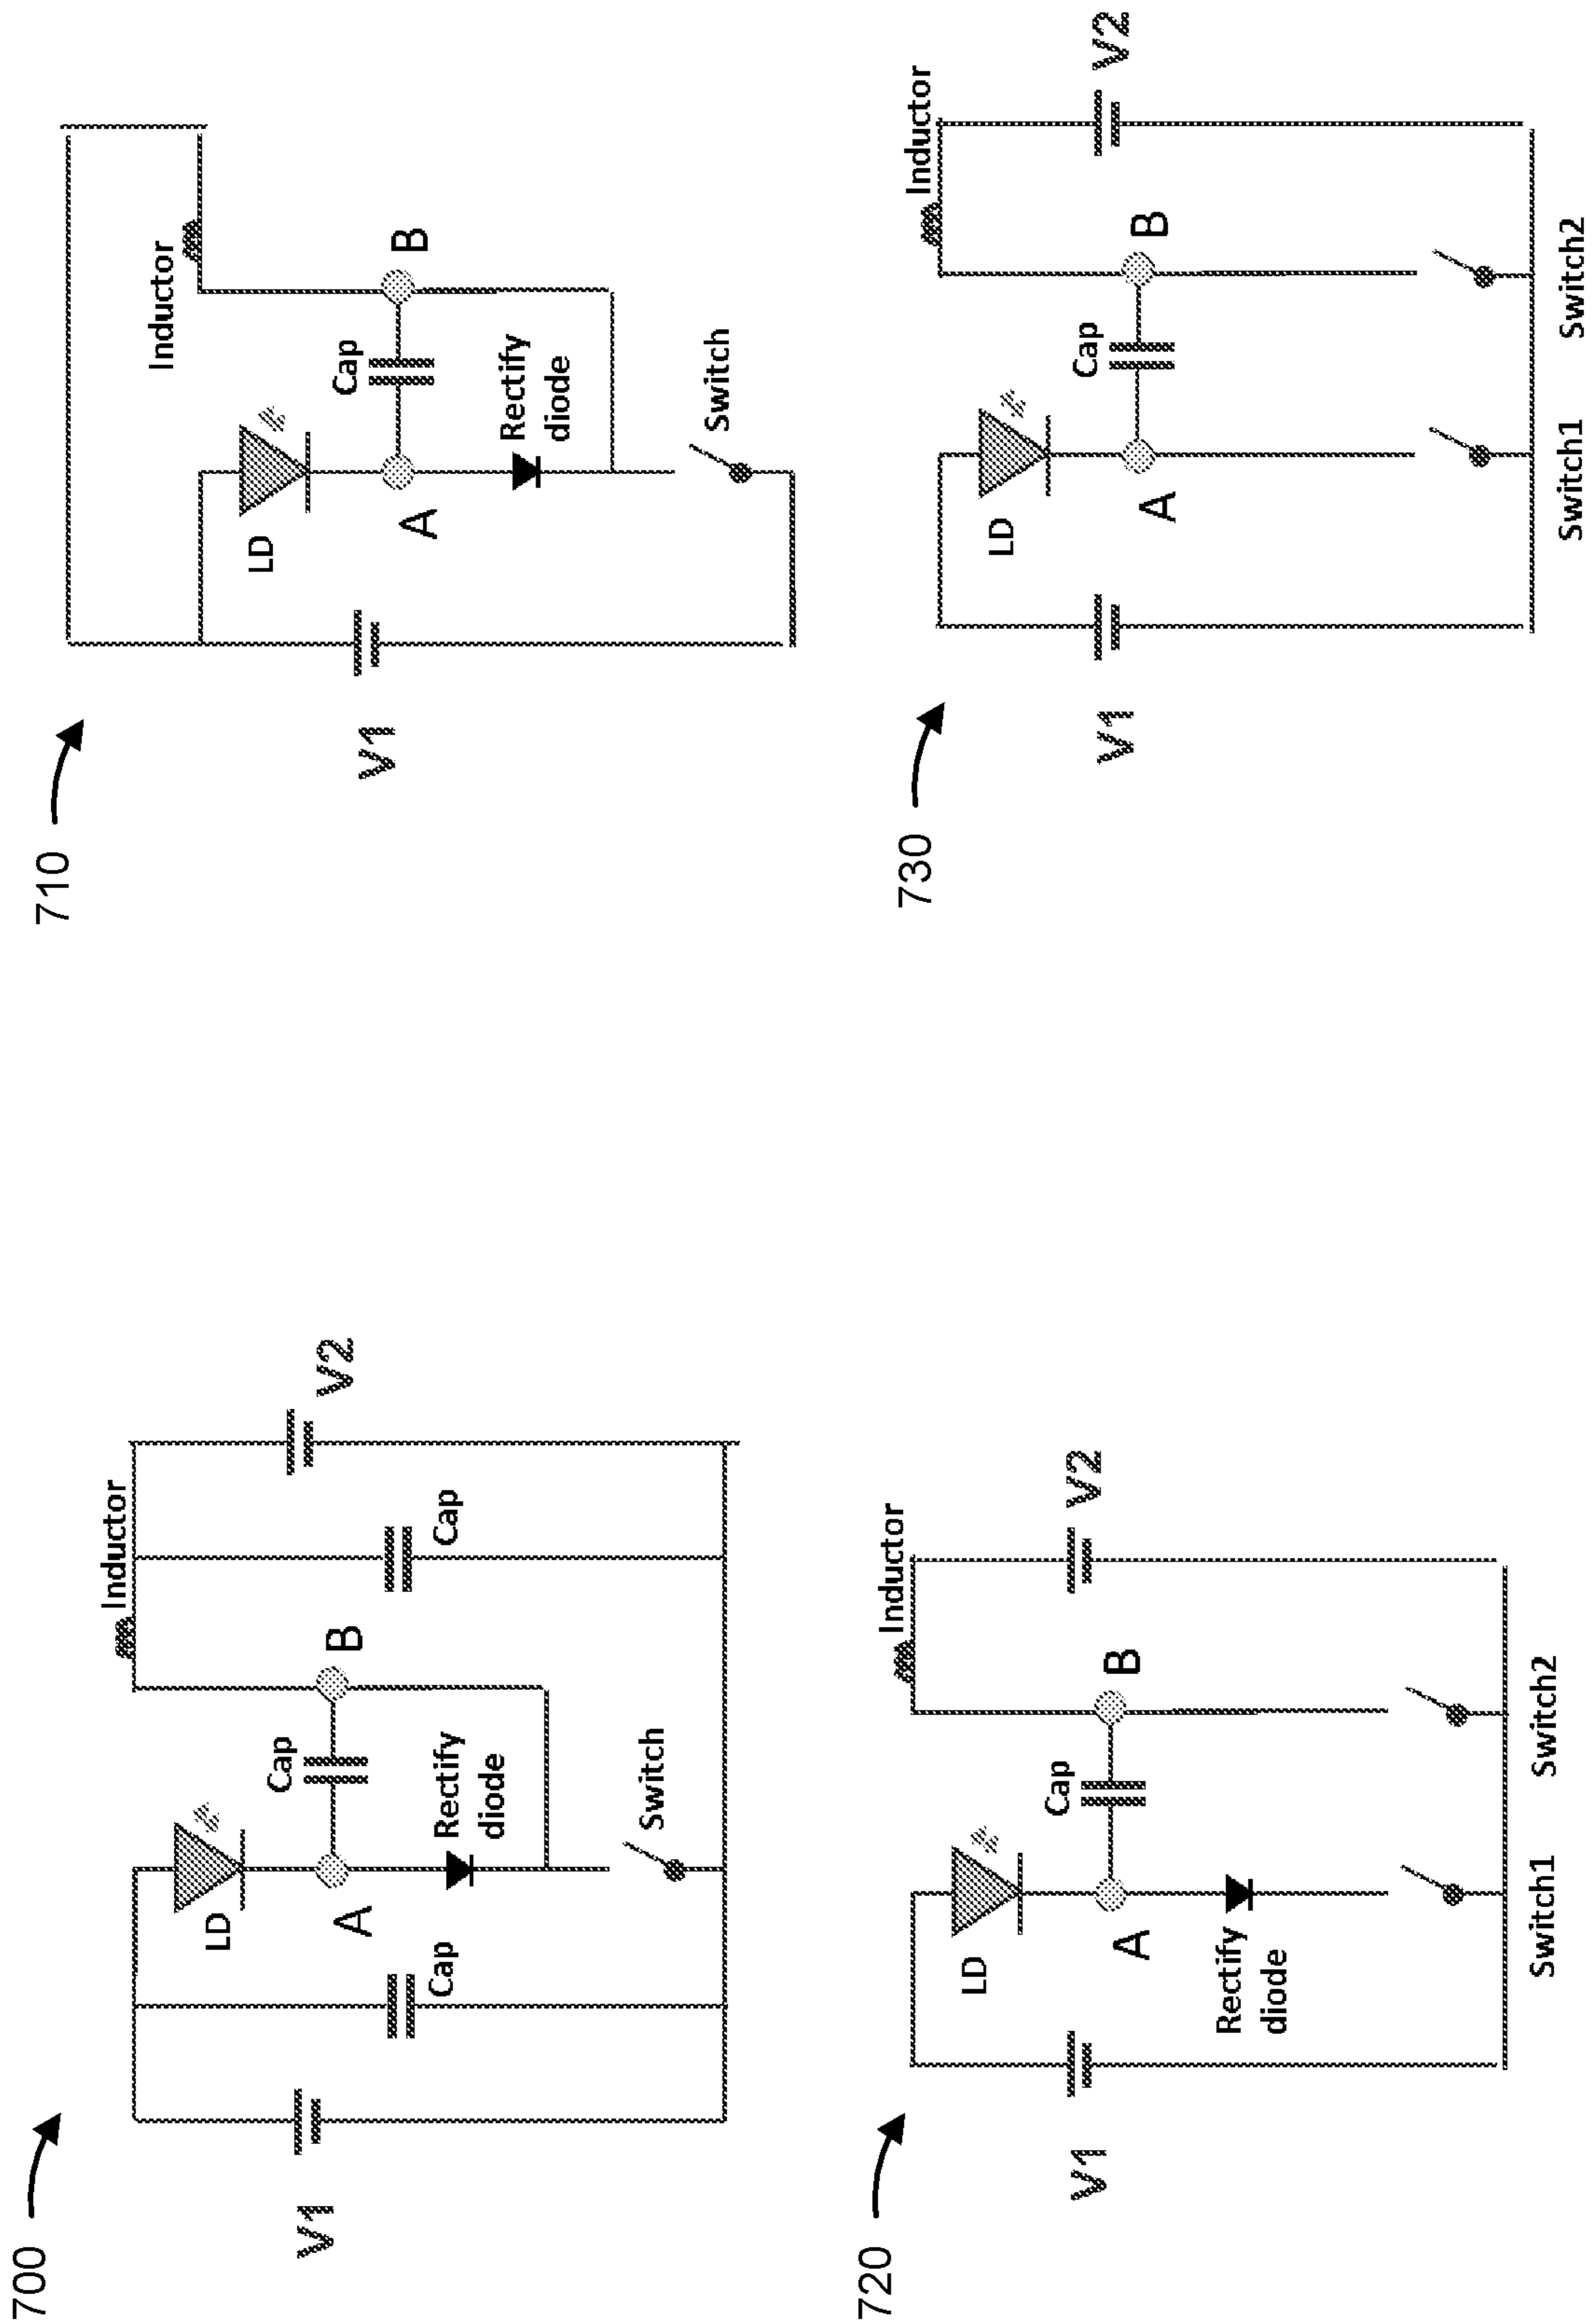 700
V1
Cap
LD
A
Cap
Rectify
diode
B
Switch
Inductor
Cap
V2
710
V1
LD
A
Inductor
Cap
Rectify
diode
B
Switch
720
V1
LD
A
Rectify
diode
Cap
B
Inductor
V2
Switch1
Switch2
730
V1
LD
A
Cap
B
Inductor
V2
Switch1
Switch2